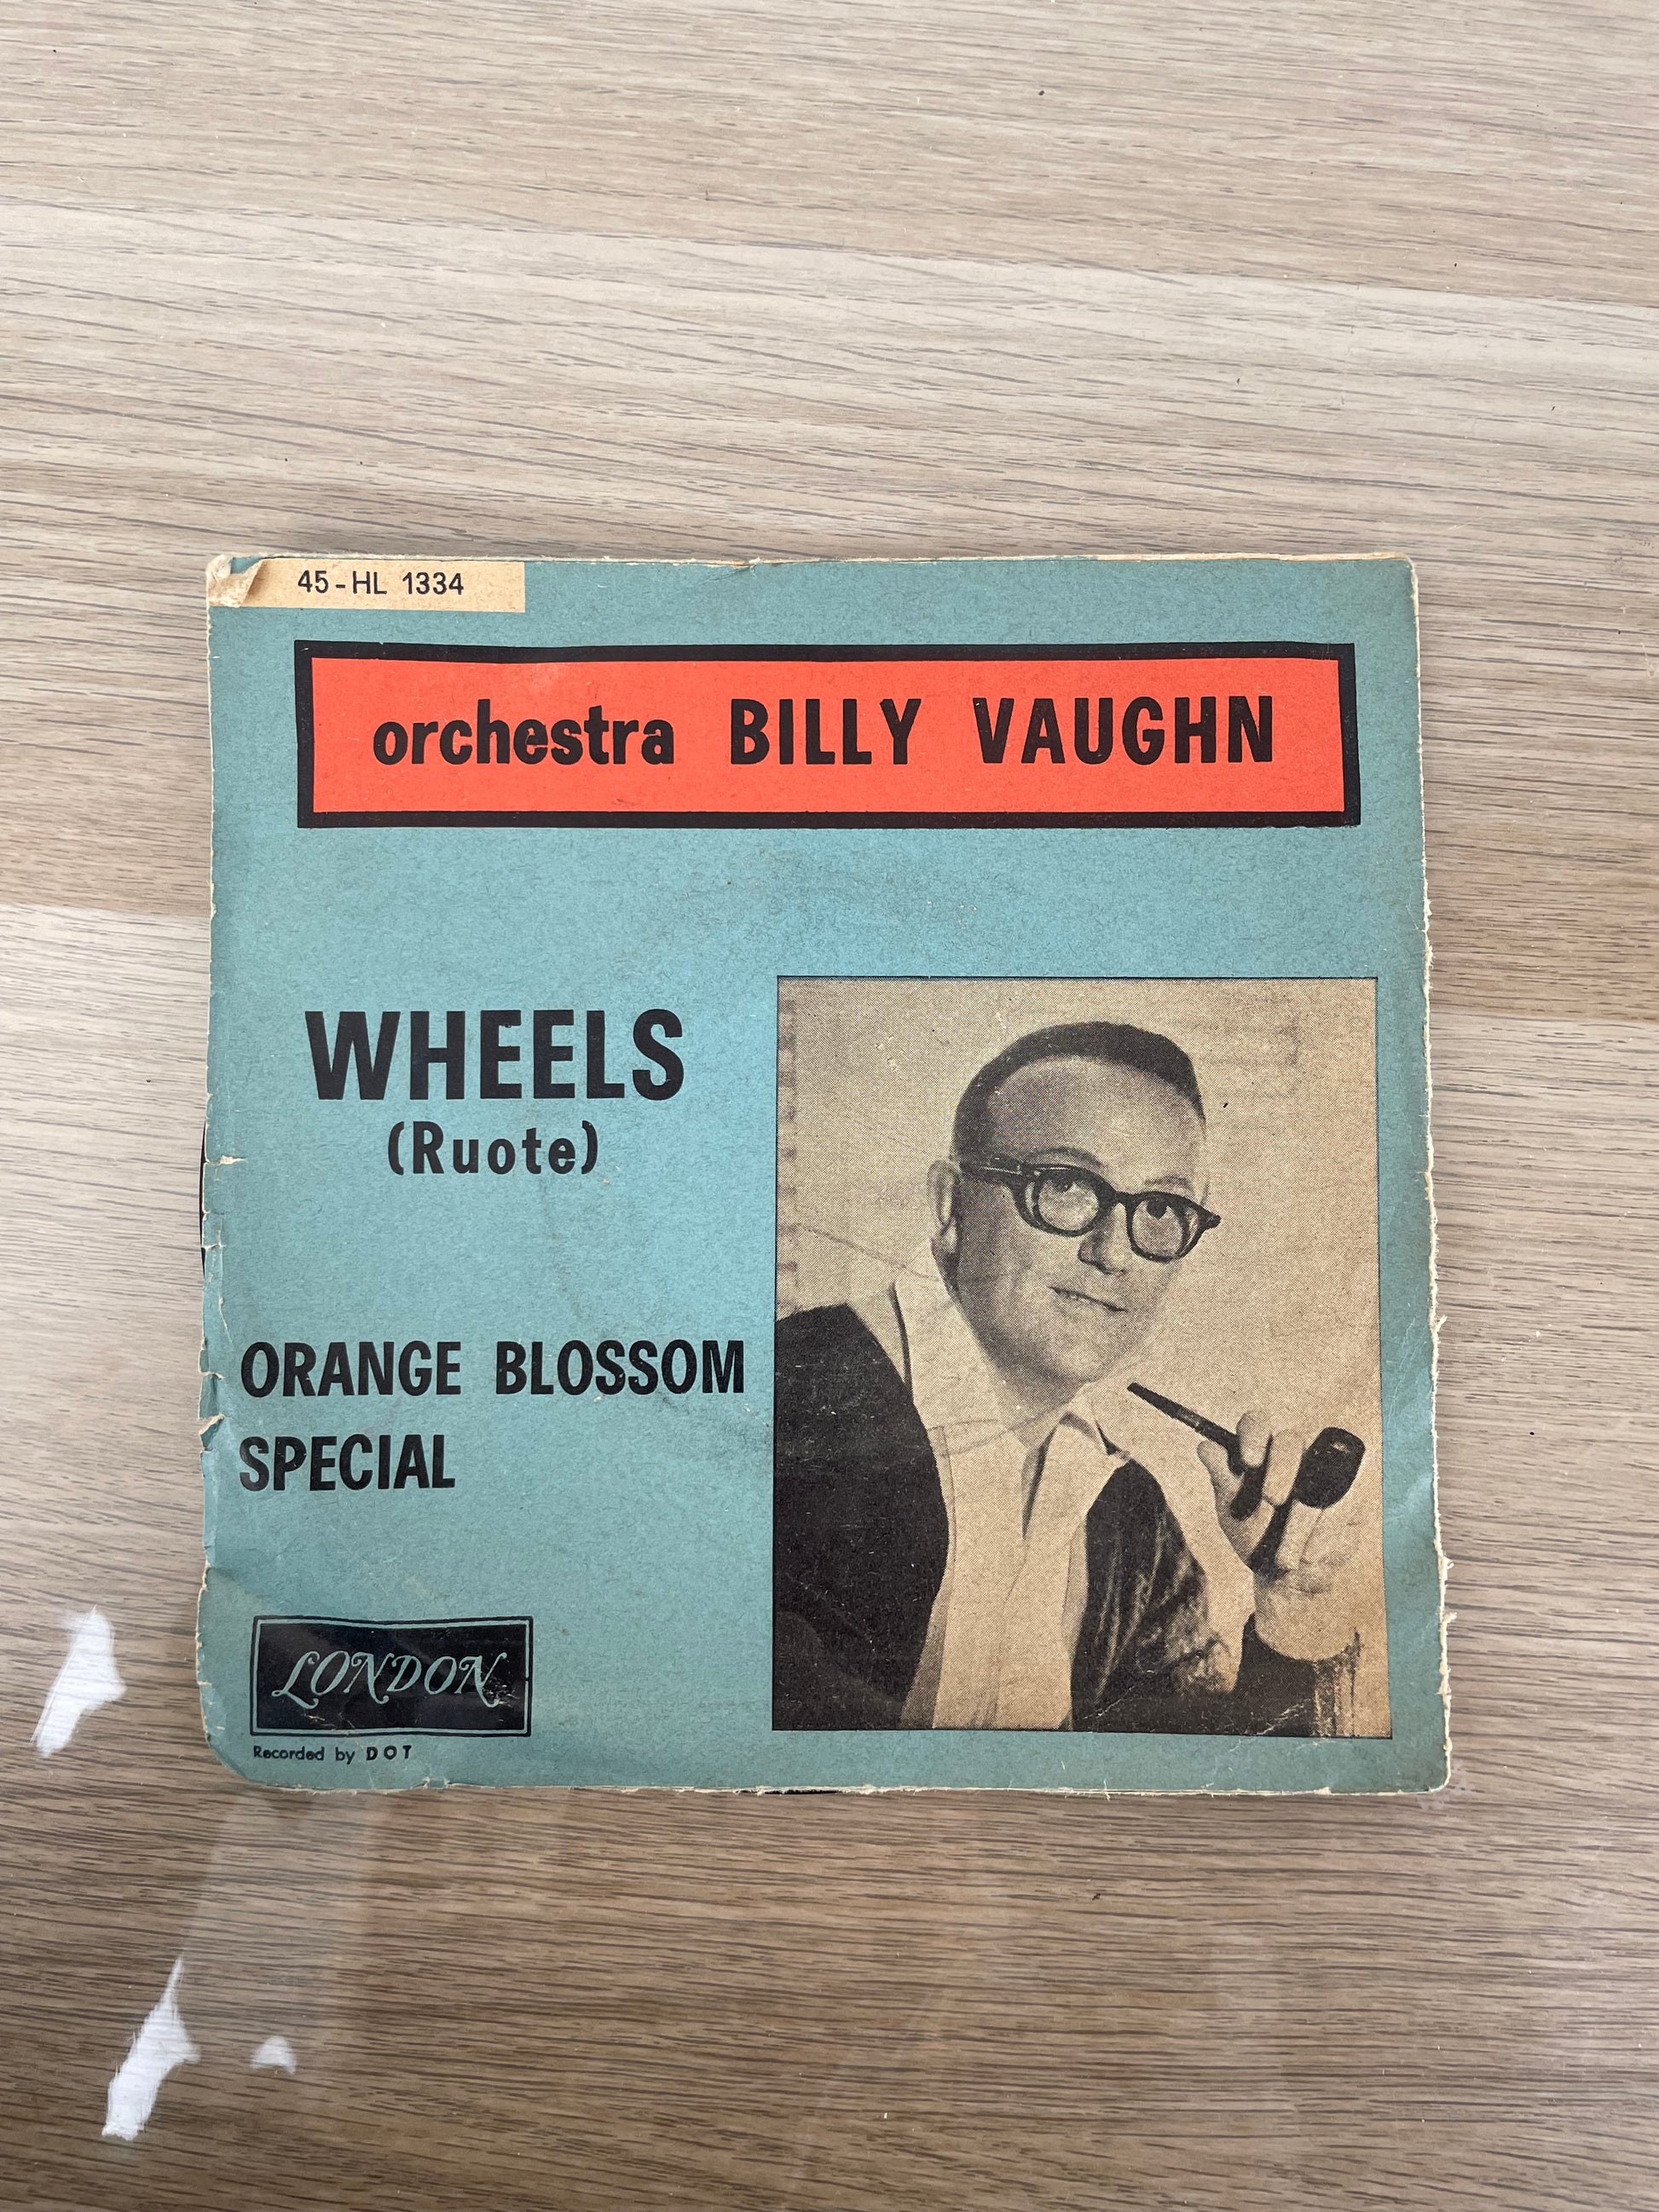 45-HL 1334
orchestra BILLY VAUGHN
WHEELS
(Ruote)
ORANGE BLOSSOM
SPECIAL
LONDON
Recorded by DOT